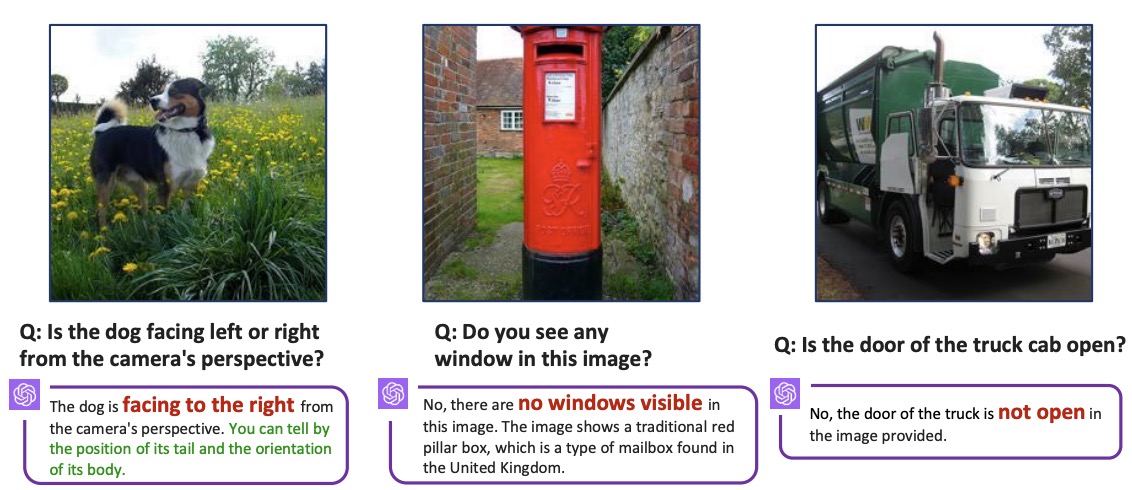 Q: Is the dog facing left or right
from the camera's perspective?
The dog is facing to the right from
the camera's perspective. You can tell
by the position of its tail and the orientation
of its body.
Q: Do you see any
window in this image?
No, there are no windows visible in
this image. The image shows a traditional red
pillar box, which is a type of mailbox found in
the United Kingdom.
Q: Is the door of the truck cab open?
No, the door of the truck is not open in
the image provided.